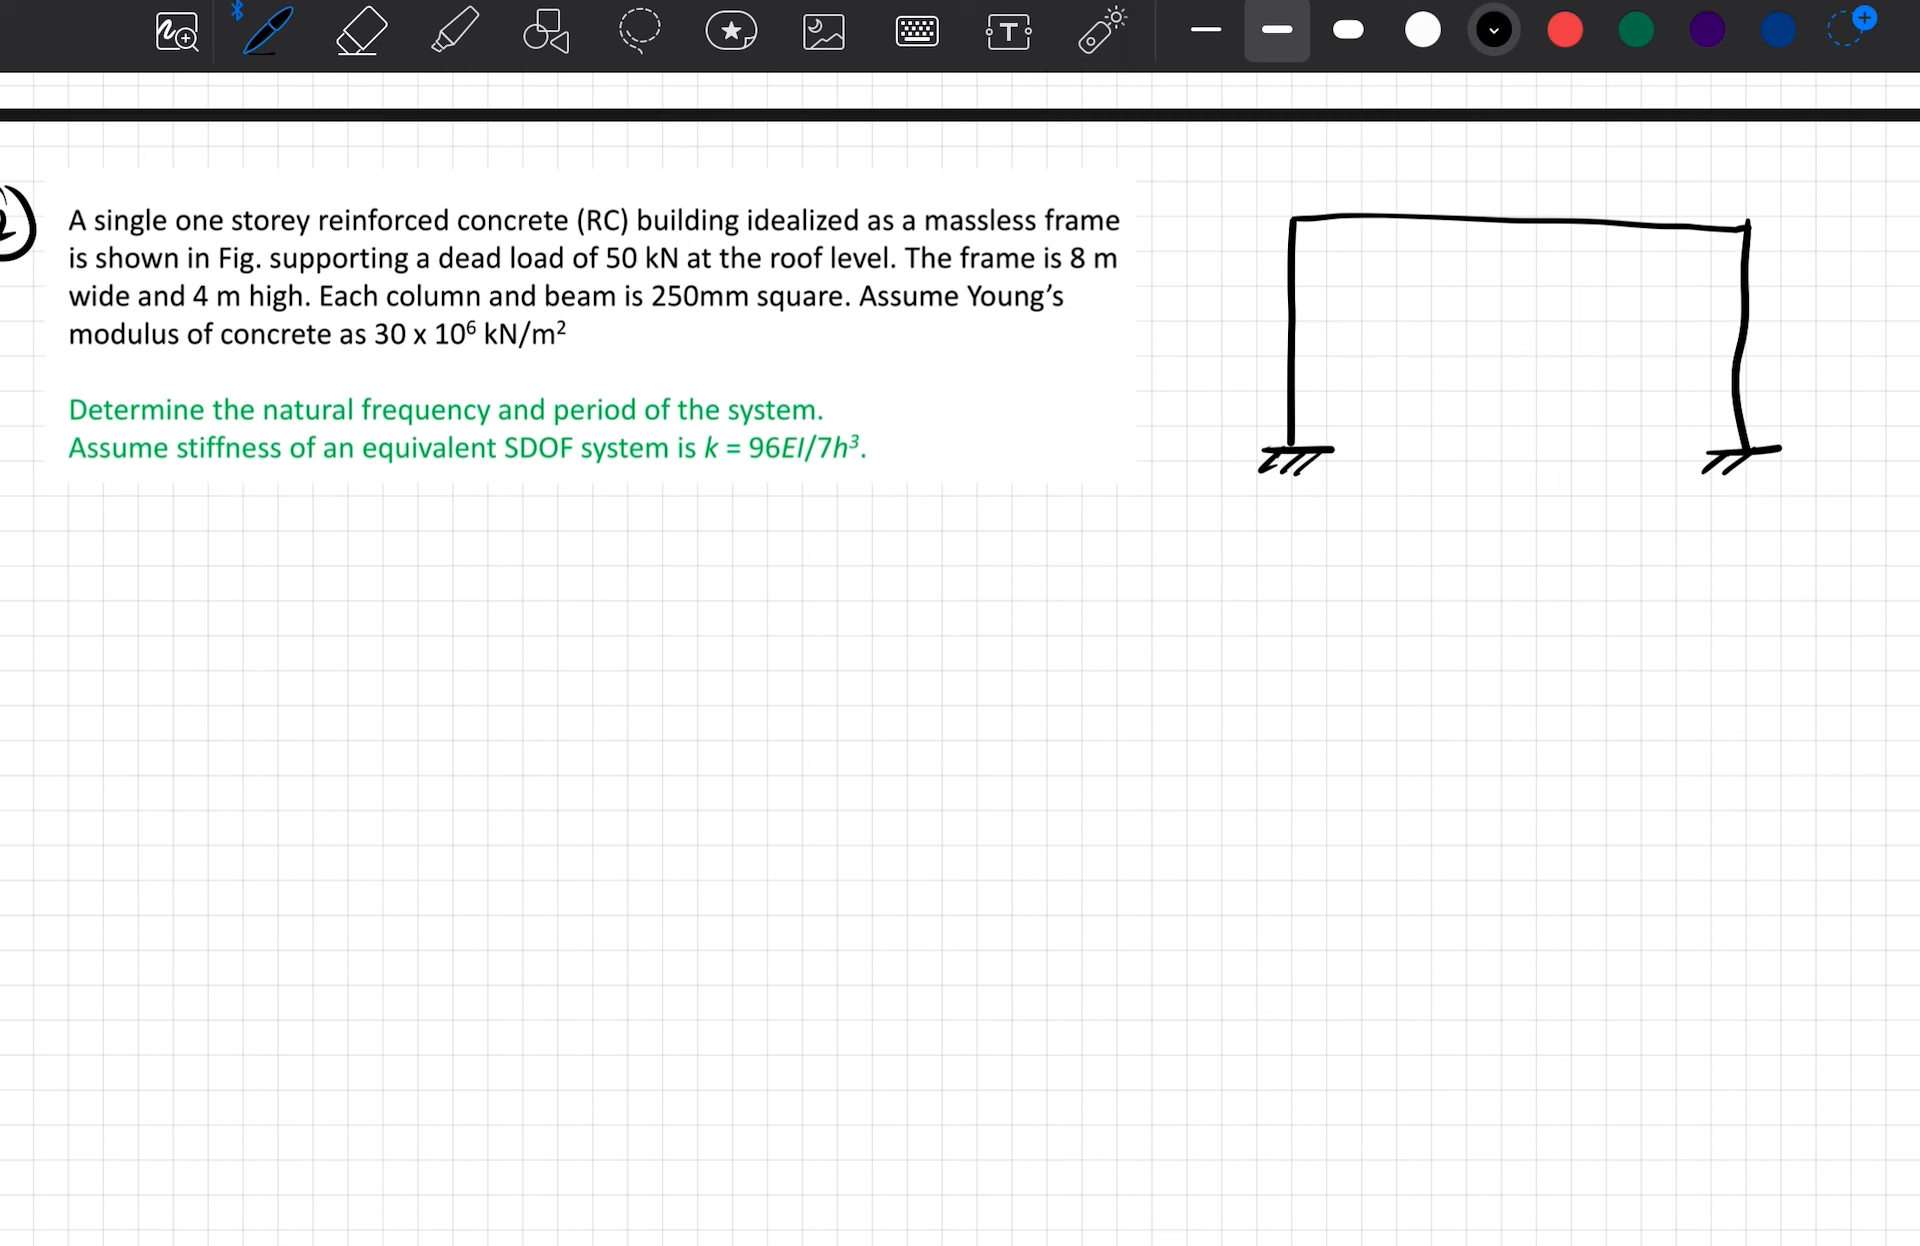 A single one storey reinforced concrete (RC) building idealized as a massless frame
is shown in Fig. supporting a dead load of 50 kN at the roof level. The frame is 8 m
wide and 4 m high. Each column and beam is 250mm square. Assume Young's
modulus of concrete as 30 x 10⁶ kN/m²
Determine the natural frequency and period of the system.
Assume stiffness of an equivalent SDOF system is k = 96EI/7h³.